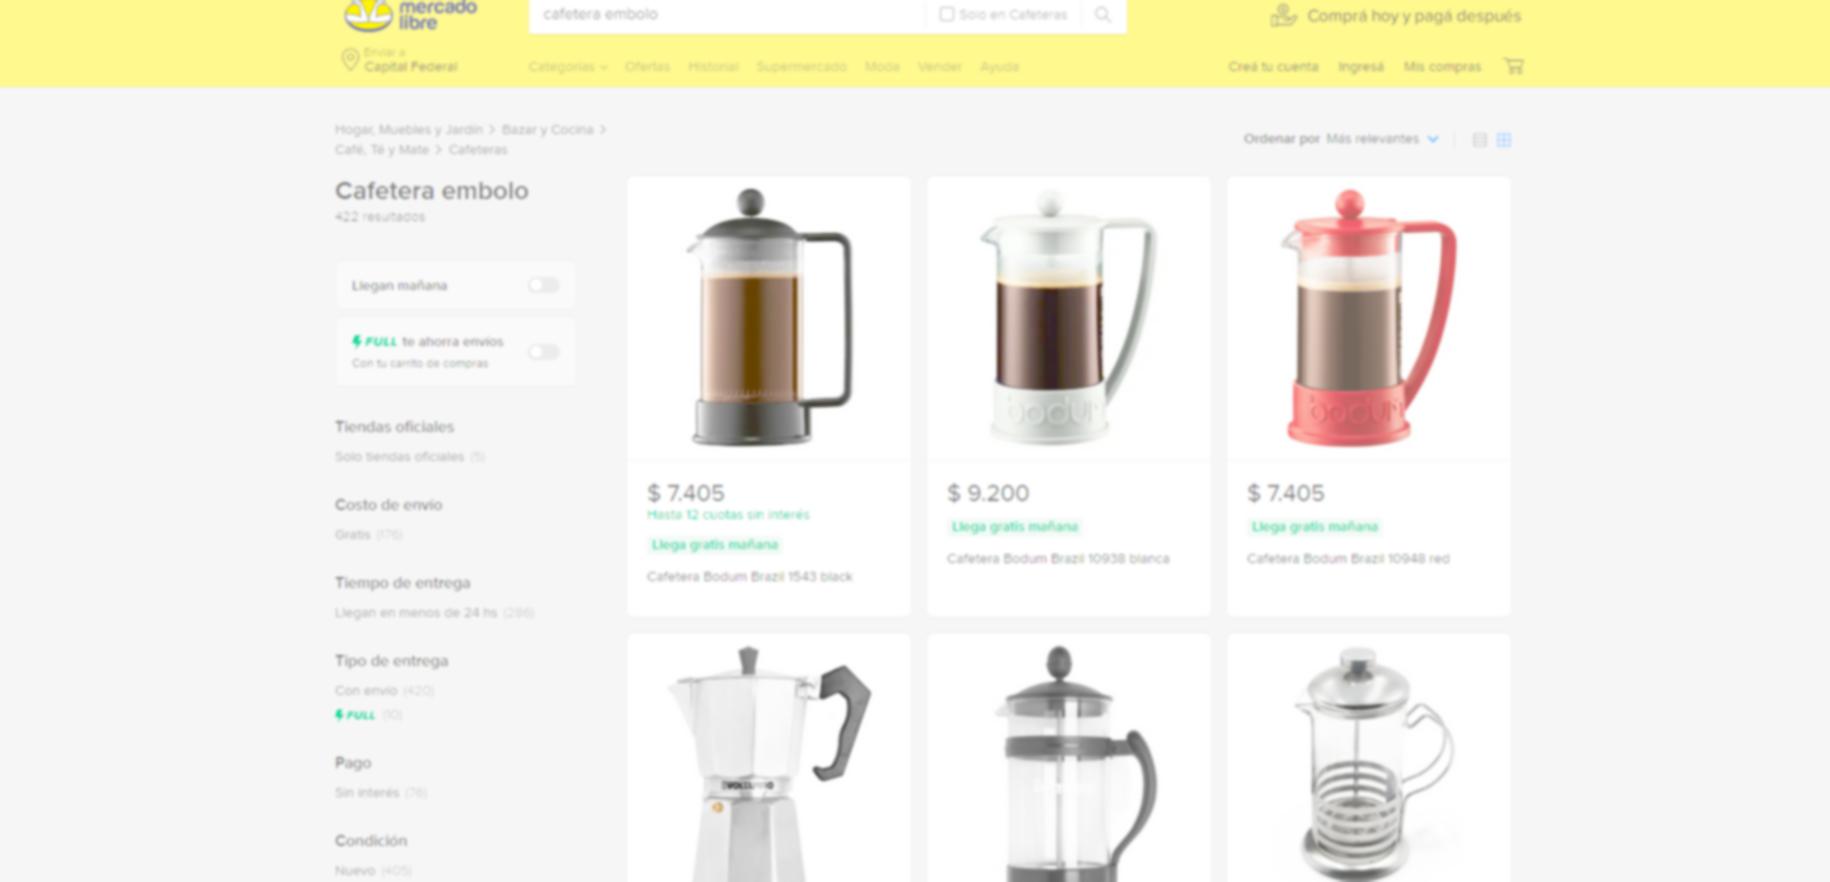 mercado
libre
cafetera embolo
Solo en Cafeteras
Comprá hoy y pagá después
Enviar a
Capital Federal
Categorías
Ofertas
Historial
Supermercado
Moda
Vender
Ayuda
Creá tu cuenta
Ingresá
Mis compras
Hogar, Muebles y Jardín > Bazar y Cocina >
Café, Té y Mate > Cafeteras
Ordenar por Más relevantes
Cafetera embolo
422 resultados
Llegan mañana
FULL te ahorra envíos
Con tu carrito de compras
Tiendas oficiales
Solo tiendas oficiales (5)
Costo de envío
Gratis (176)
Tiempo de entrega
Llegan en menos de 24 hs (286)
Tipo de entrega
Con envío (420)
FULL (10)
Pago
Sin interés (76)
Condición
Nuevo (405)
$ 7.405
Hasta 12 cuotas sin interés
Llega gratis mañana
Cafetera Bodum Brazil 1543 black
bodum
$ 9.200
Llega gratis mañana
Cafetera Bodum Brazil 10938 blanca
bodum
$ 7.405
Llega gratis mañana
Cafetera Bodum Brazil 10948 red